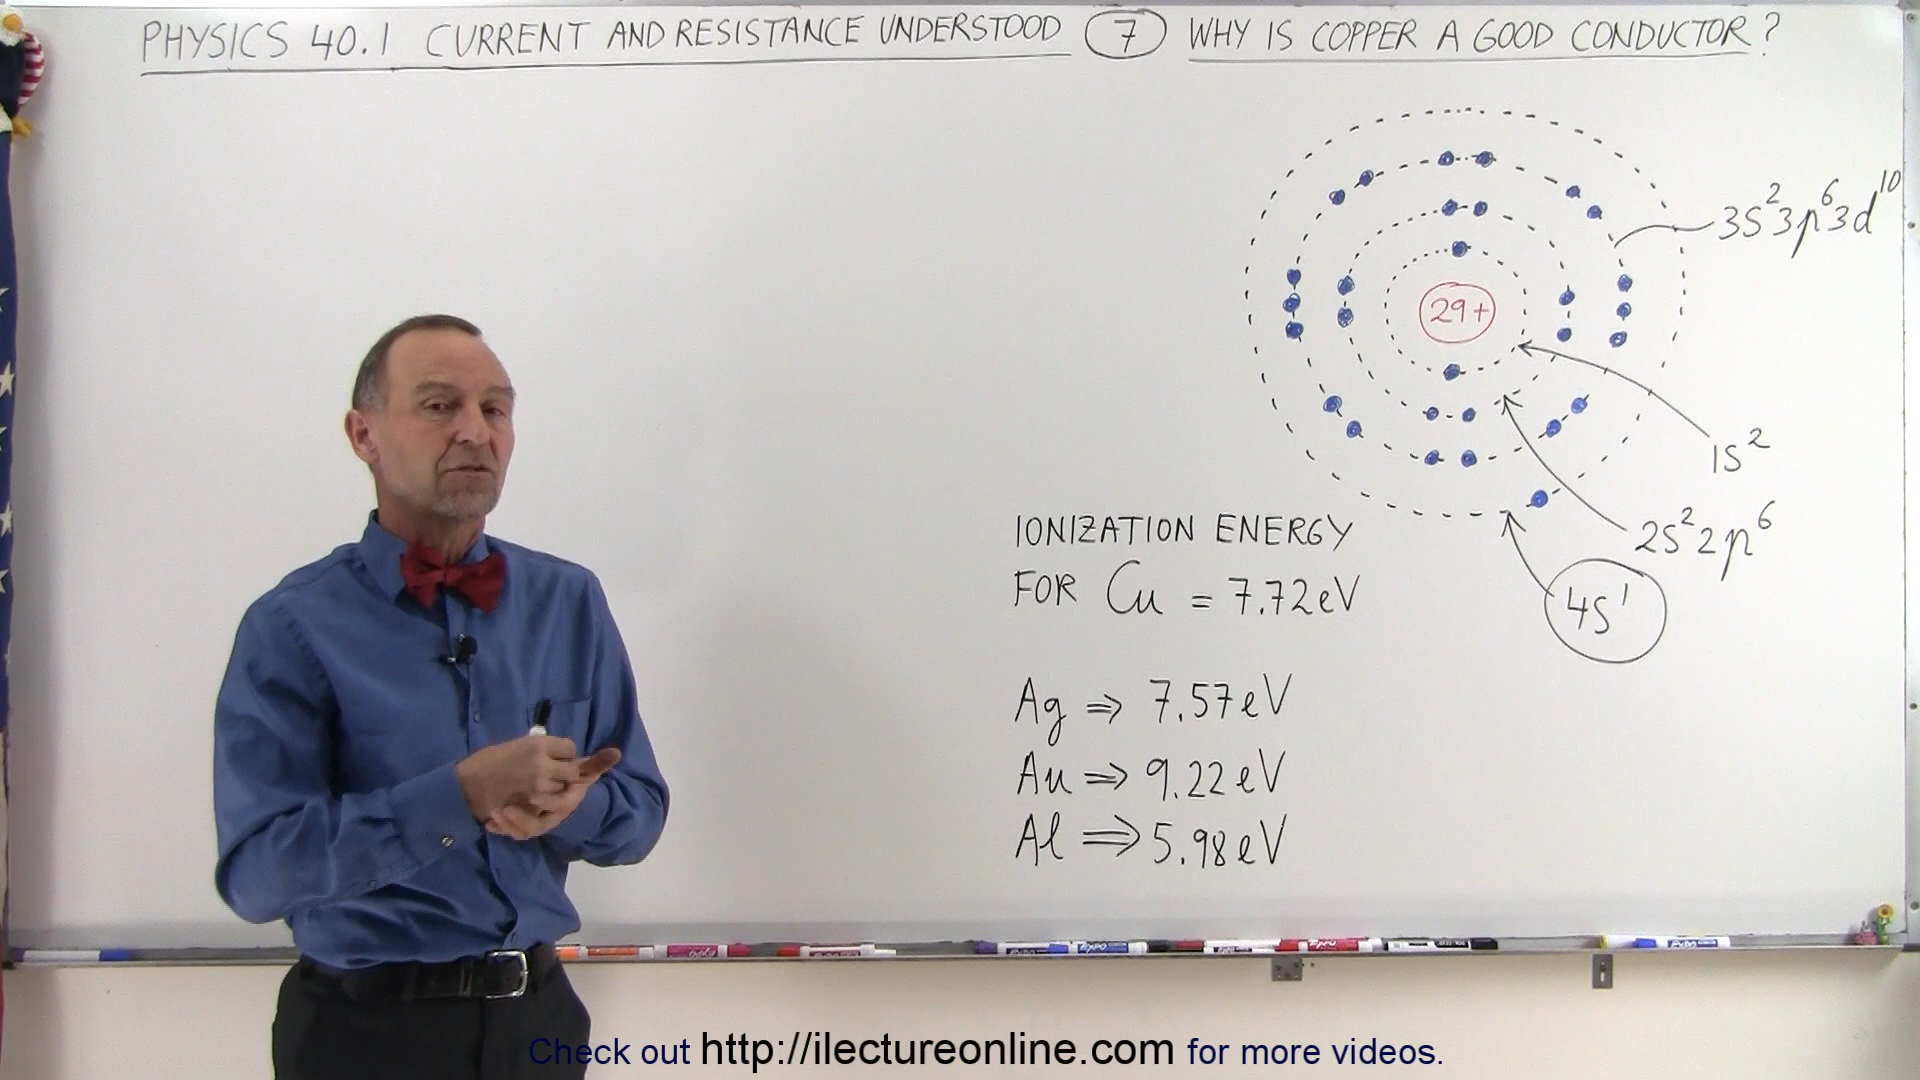 PHYSICS 40.1 CURRENT AND RESISTANCE UNDERSTOOD 7 WHY IS COPPER A GOOD CONDUCTOR?
3s²3p⁶3d¹⁰
29+
1s²
2s²2p⁶
4s¹
IONIZATION ENERGY
FOR Cu = 7.72eV
Ag ⇒ 7.57eV
Au ⇒ 9.22eV
Al ⇒ 5.98eV
EXPO
Check out http://ilectureonline.com for more videos.